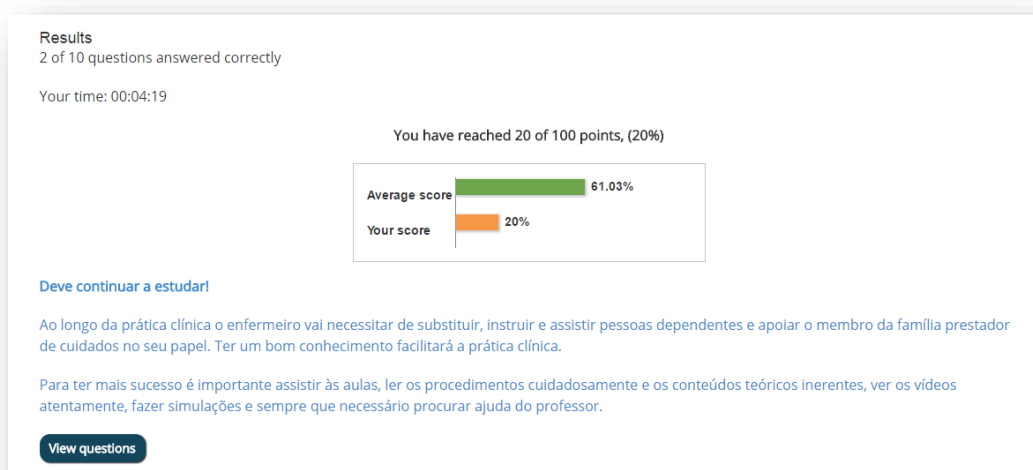 Results
2 of 10 questions answered correctly
Your time: 00:04:19
You have reached 20 of 100 points, (20%)
Average score 61.03%
Your score 20%
Deve continuar a estudar!
Ao longo da prática clínica o enfermeiro vai necessitar de substituir, instruir e assistir pessoas dependentes e apoiar o membro da família prestador
de cuidados no seu papel. Ter um bom conhecimento facilitará a prática clínica.
Para ter mais sucesso é importante assistir às aulas, ler os procedimentos cuidadosamente e os conteúdos teóricos inerentes, ver os vídeos
atentamente, fazer simulações e sempre que necessário procurar ajuda do professor.
View questions